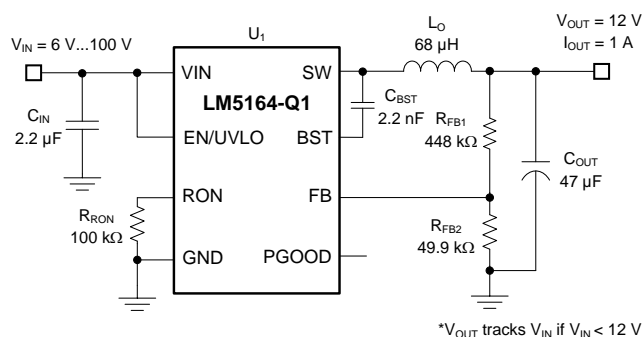 U1
LO
68 µH
VOUT = 12 V
IOUT = 1 A
VIN = 6 V...100 V
VIN
SW
LM5164-Q1
CBST
2.2 nF
CIN
2.2 µF
EN/UVLO
BST
RFB1
448 kΩ
COUT
47 µF
RON
FB
RRON
100 kΩ
RFB2
49.9 kΩ
GND
PGOOD
*VOUT tracks VIN if VIN < 12 V